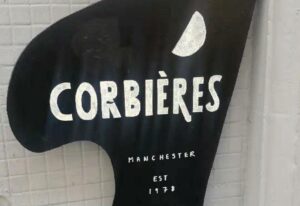 CORBIÈRES
MANCHESTER
EST
1978